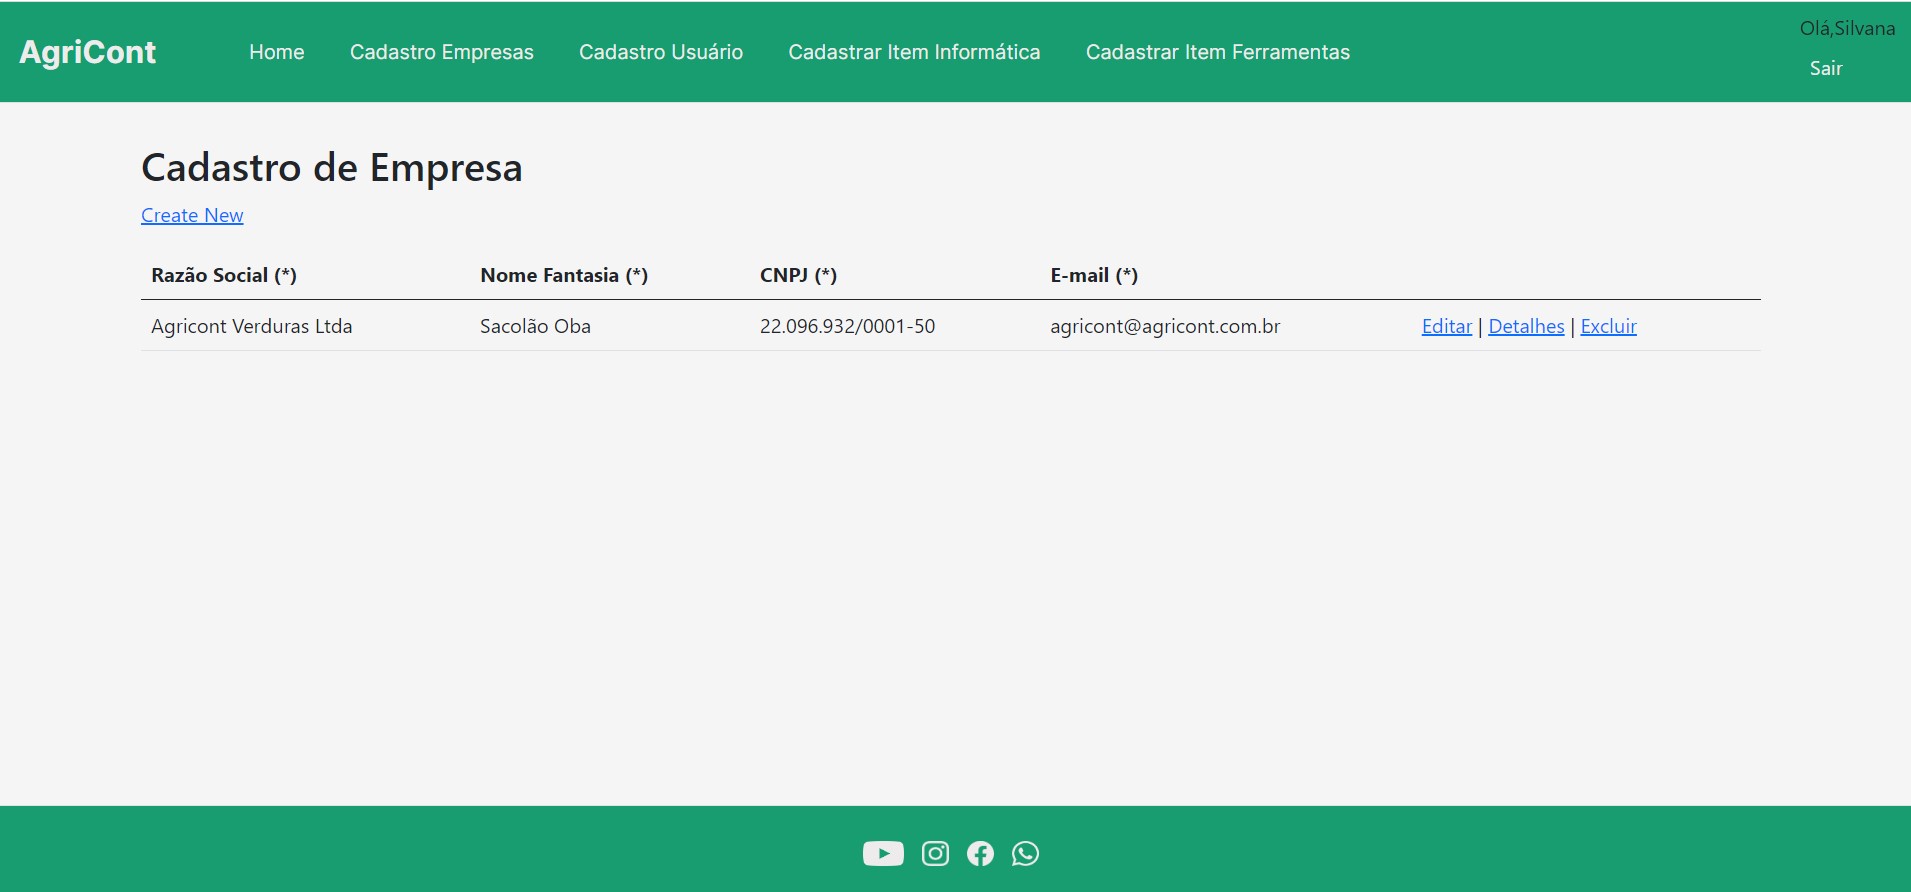 AgriCont
Home Cadastro Empresas Cadastro Usuário Cadastrar Item Informática Cadastrar Item Ferramentas
Olá,Silvana
Sair
Cadastro de Empresa
Create New
Razão Social (*) Nome Fantasia (*) CNPJ (*) E-mail (*)
Agricont Verduras Ltda Sacolão Oba 22.096.932/0001-50 agricont@agricont.com.br Editar | Detalhes | Excluir